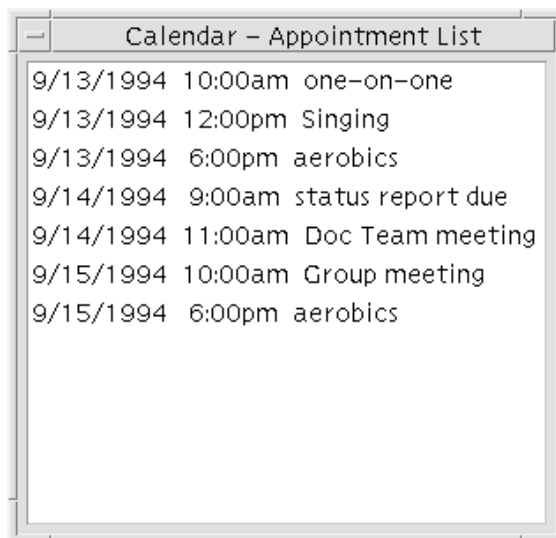 Calendar – Appointment List
9/13/1994 10:00am one–on–one
9/13/1994 12:00pm Singing
9/13/1994 6:00pm aerobics
9/14/1994 9:00am status report due
9/14/1994 11:00am Doc Team meeting
9/15/1994 10:00am Group meeting
9/15/1994 6:00pm aerobics